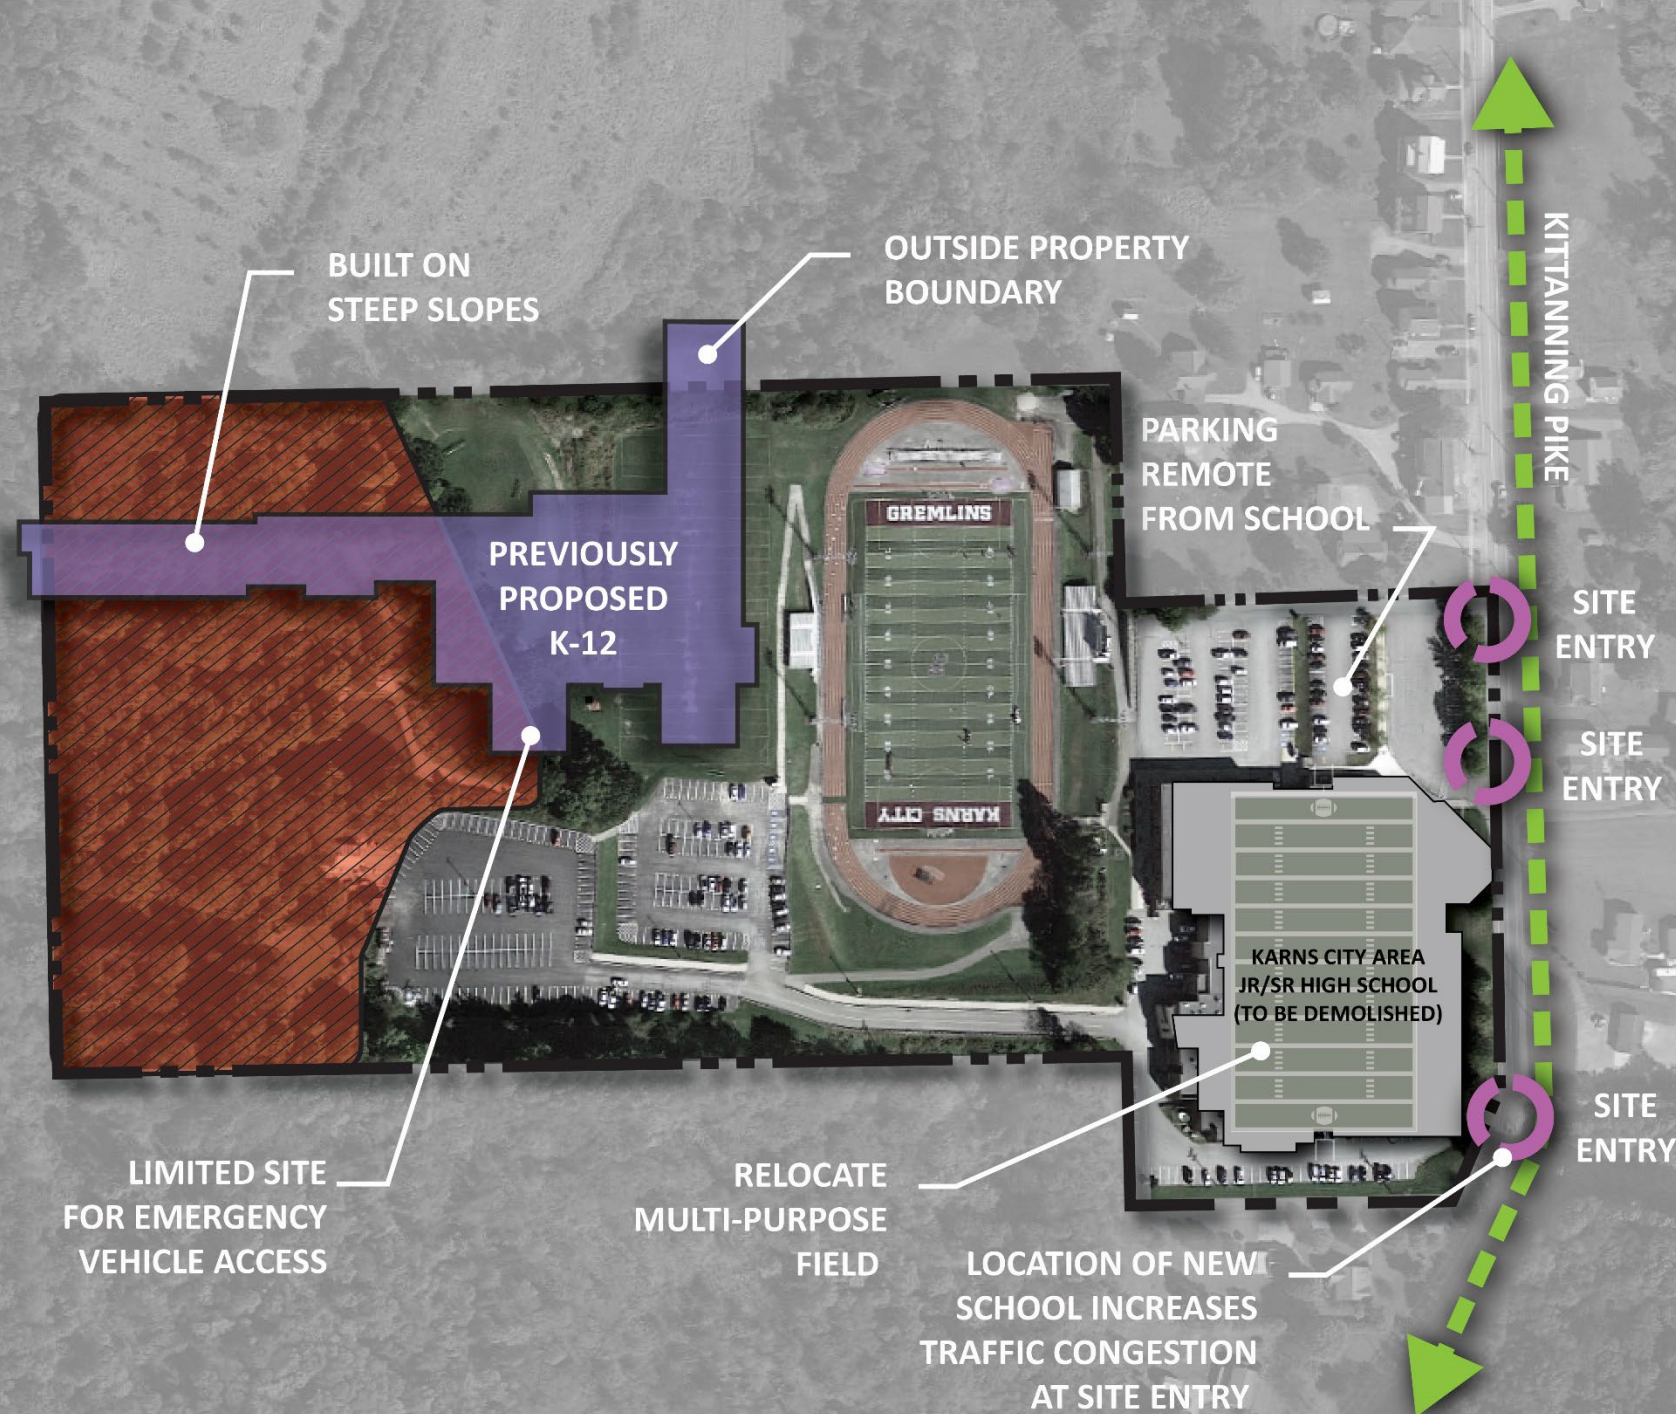 KITTANNING PIKE
OUTSIDE PROPERTY
BOUNDARY
BUILT ON
STEEP SLOPES
PARKING
REMOTE
FROM SCHOOL
GREMLINS
PREVIOUSLY
PROPOSED
K-12
SITE
ENTRY
SITE
ENTRY
KARNS CITY
KARNS CITY AREA
JR/SR HIGH SCHOOL
(TO BE DEMOLISHED)
SITE
ENTRY
LIMITED SITE
FOR EMERGENCY
VEHICLE ACCESS
RELOCATE
MULTI-PURPOSE
FIELD
LOCATION OF NEW
SCHOOL INCREASES
TRAFFIC CONGESTION
AT SITE ENTRY